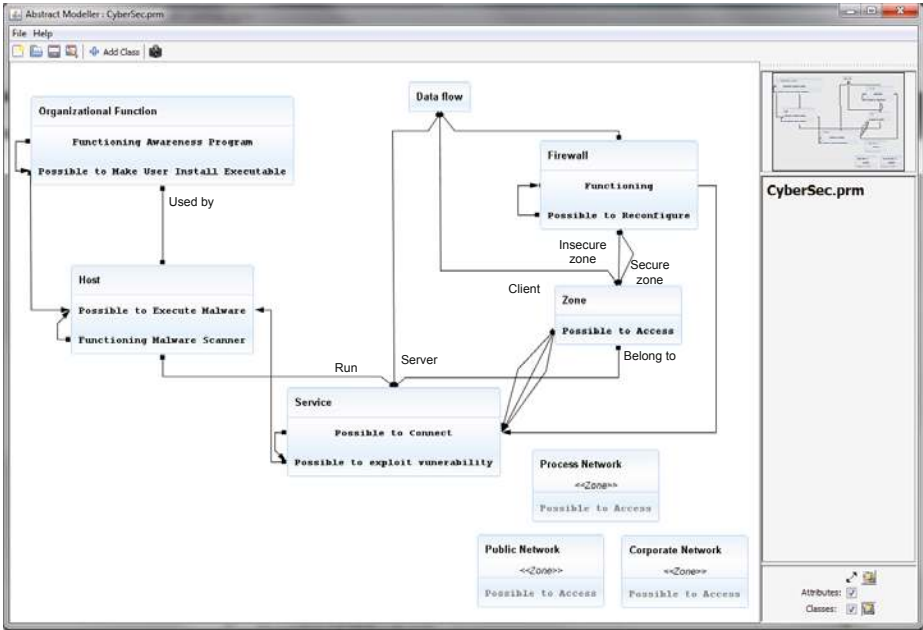 Abstract Modeller : CyberSec.prm
File Help
Add Class
Organizational Function
Functioning Awareness Program
Possible to Make User Install Executable
Used by
Host
Possible to Execute Malware
Functioning Malware Scanner
Run
Data flow
Firewall
Functioning
Possible to Reconfigure
Insecure
zone
Secure
zone
Client
Zone
Possible to Access
Belong to
Server
Service
Possible to Connect
Possible to exploit vunerability
Process Network
<<Zone>>
Possible to Access
Public Network
<<Zone>>
Possible to Access
Corporate Network
<<Zone>>
Possible to Access
CyberSec.prm
Attributes:
Classes: